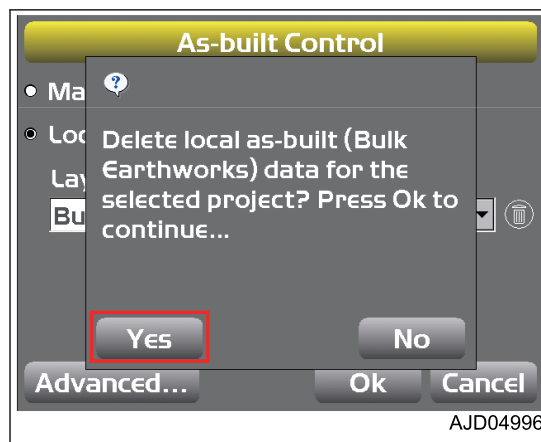 As-built Control
Ma
Loc
Delete local as-built (Bulk
Earthworks) data for the
selected project? Press Ok to
continue...
Lay
Bu
Yes
No
Advanced...
Ok
Cancel
AJD04996